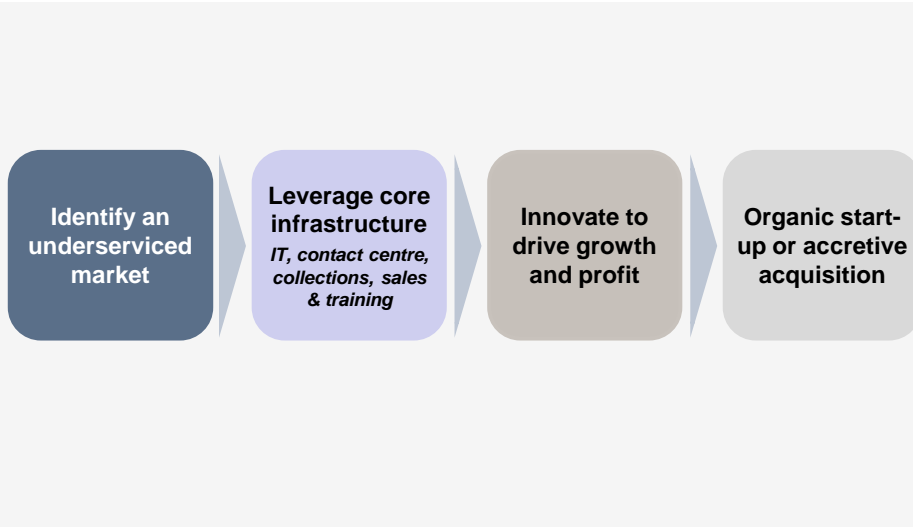 Identify an
underserviced
market
Leverage core
infrastructure
IT, contact centre,
collections, sales
& training
Innovate to
drive growth
and profit
Organic start-
up or accretive
acquisition